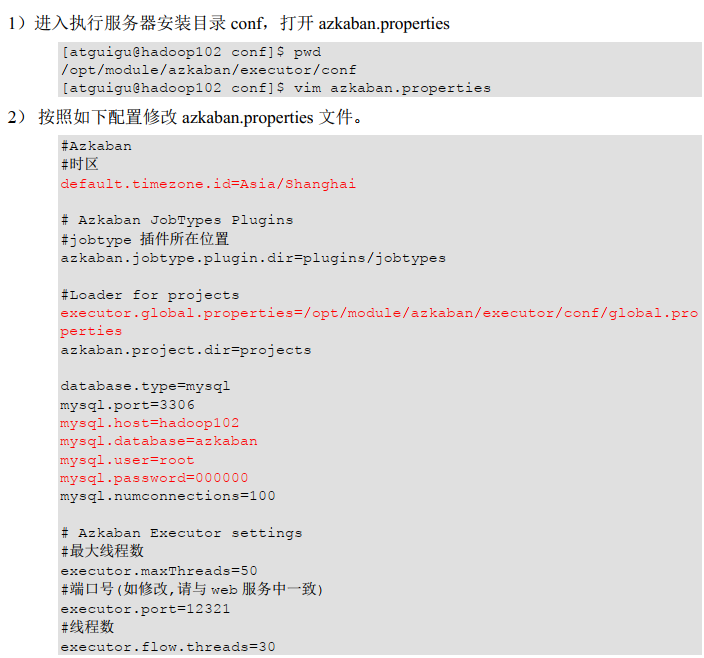 1）进入执行服务器安装目录 conf，打开 azkaban.properties
[atguigu@hadoop102 conf]$ pwd
/opt/module/azkaban/executor/conf
[atguigu@hadoop102 conf]$ vim azkaban.properties
2） 按照如下配置修改 azkaban.properties 文件。
#Azkaban
#时区
default.timezone.id=Asia/Shanghai
# Azkaban JobTypes Plugins
#jobtype 插件所在位置
azkaban.jobtype.plugin.dir=plugins/jobtypes
#Loader for projects
executor.global.properties=/opt/module/azkaban/executor/conf/global.pro
perties
azkaban.project.dir=projects
database.type=mysql
mysql.port=3306
mysql.host=hadoop102
mysql.database=azkaban
mysql.user=root
mysql.password=000000
mysql.numconnections=100
# Azkaban Executor settings
#最大线程数
executor.maxThreads=50
#端口号(如修改,请与 web 服务中一致)
executor.port=12321
#线程数
executor.flow.threads=30